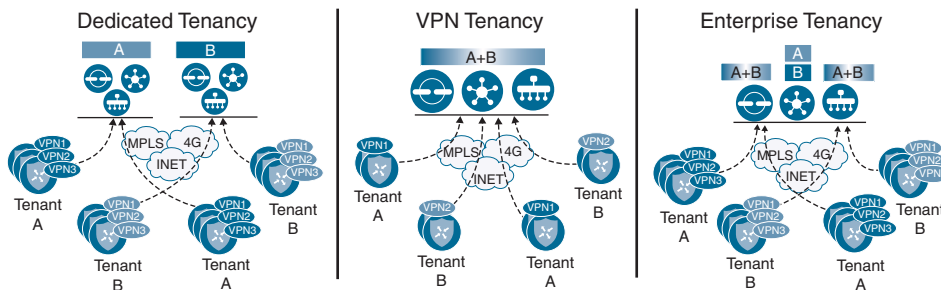 Dedicated Tenancy
A
B
MPLS
4G
INET
VPN1
VPN2
VPN3
Tenant
A
VPN1
VPN2
VPN3
Tenant
B
VPN1
VPN2
VPN3
Tenant
A
VPN1
VPN2
VPN3
Tenant
B
VPN Tenancy
A+B
MPLS
4G
INET
VPN1
Tenant
A
VPN2
Tenant
B
VPN1
Tenant
A
VPN2
Tenant
B
Enterprise Tenancy
A
A+B
B
A+B
MPLS
4G
INET
VPN1
VPN2
VPN3
Tenant
A
VPN1
VPN2
VPN3
Tenant
B
VPN1
VPN2
VPN3
Tenant
A
VPN1
VPN2
VPN3
Tenant
B